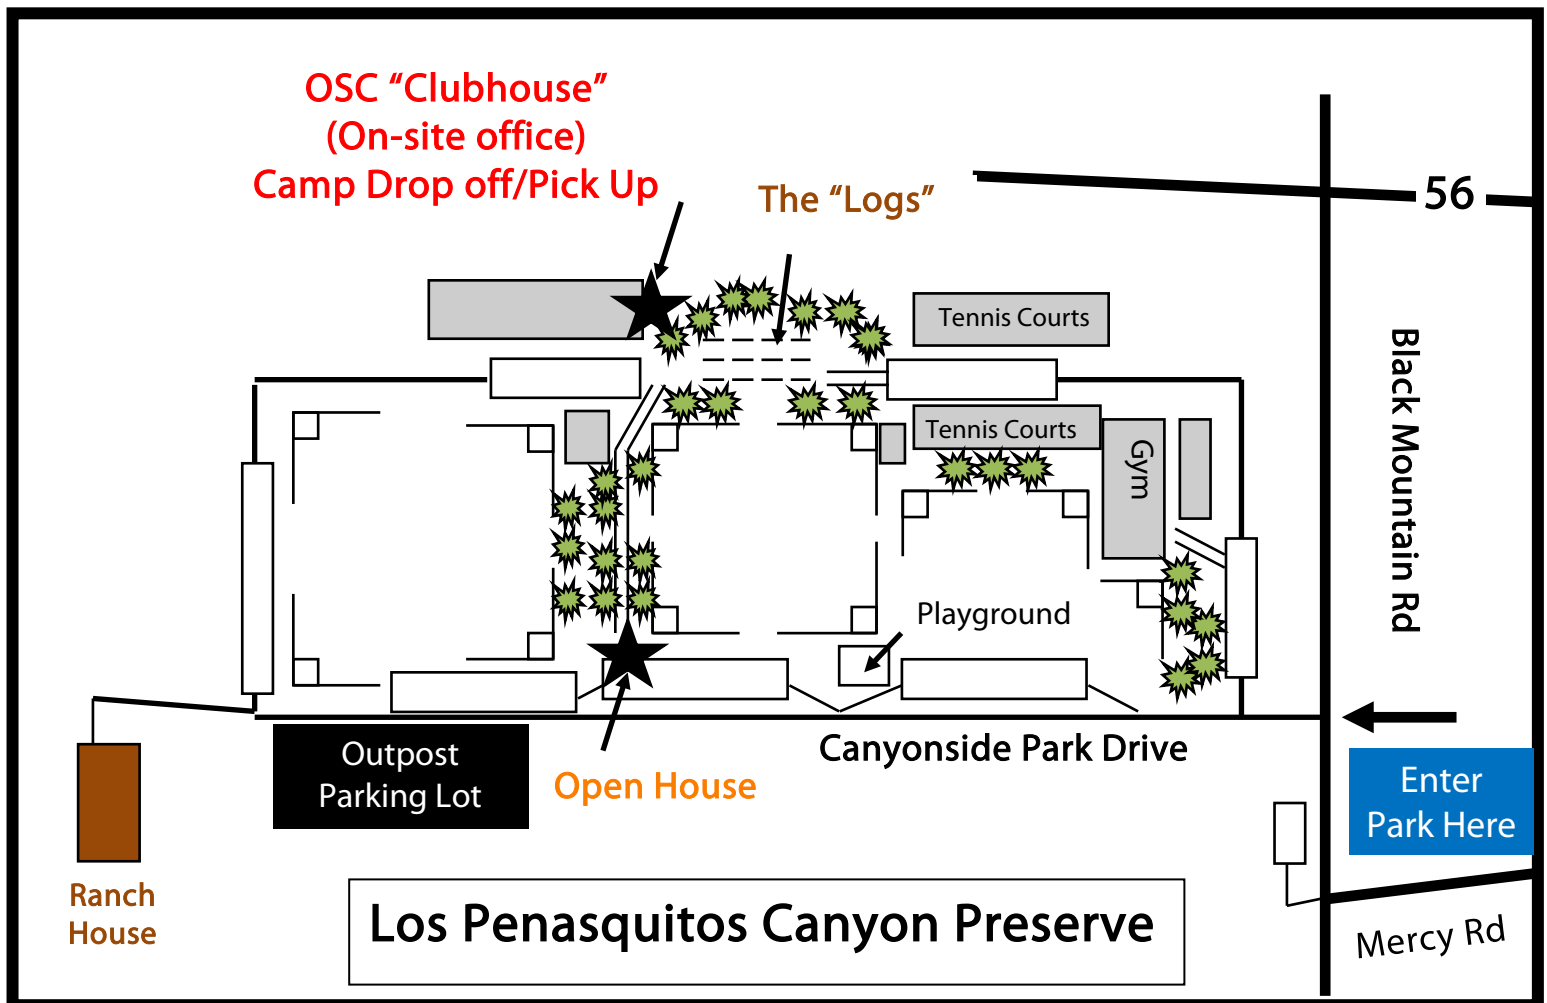 OSC “Clubhouse”
(On-site office)
Camp Drop off/Pick Up
The “Logs”
56
Tennis Courts
Black Mountain Rd
Tennis Courts
Gym
Playground
Canyonside Park Drive
Outpost
Parking Lot
Open House
Enter
Park Here
Ranch
House
Los Penasquitos Canyon Preserve
Mercy Rd